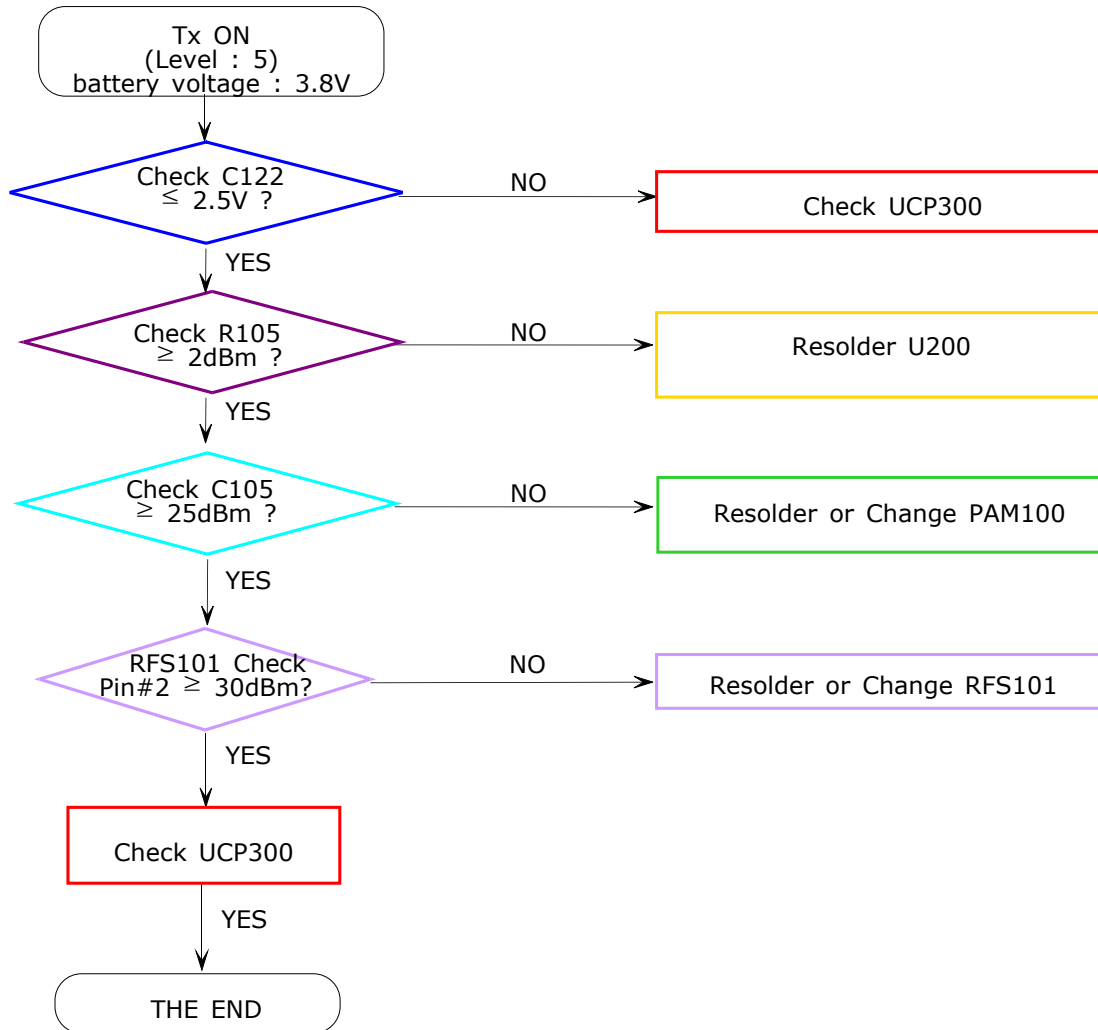 Tx ON
(Level : 5)
battery voltage : 3.8V
Check C122
≤ 2.5V ?
NO
Check UCP300
YES
Check R105
≥ 2dBm ?
NO
Resolder U200
YES
Check C105
≥ 25dBm ?
NO
Resolder or Change PAM100
YES
RFS101 Check
Pin#2 ≥ 30dBm?
NO
Resolder or Change RFS101
YES
Check UCP300
YES
THE END